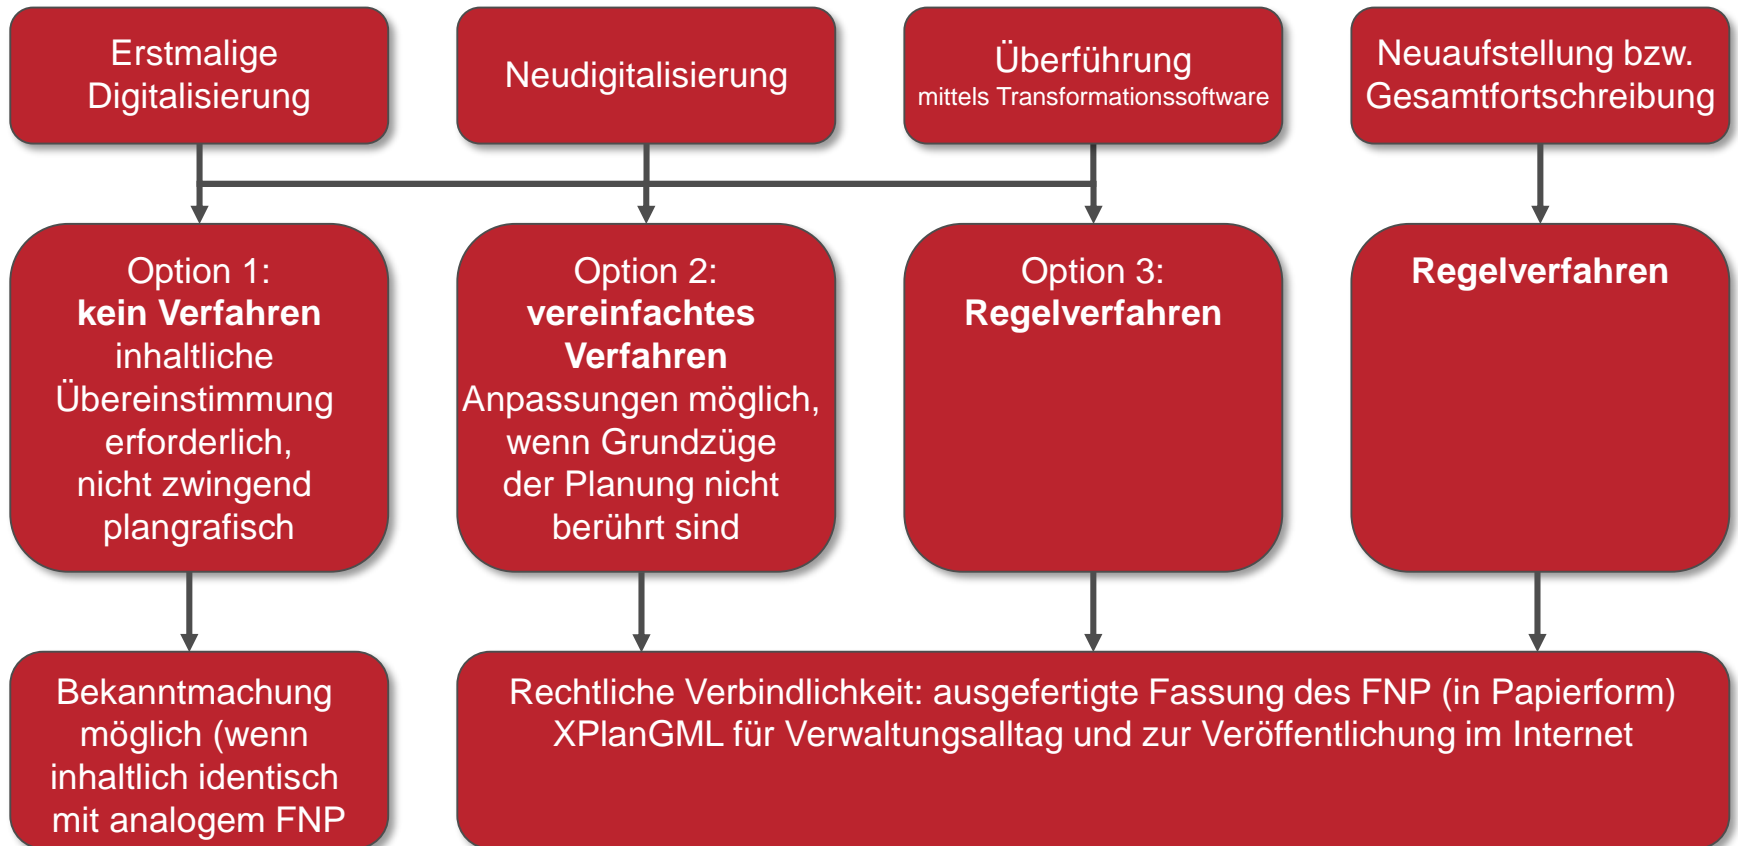 Erstmalige
Digitalisierung
Neudigitalisierung
Überführung
mittels Transformationssoftware
Neuaufstellung bzw.
Gesamtfortschreibung
Option 1:
kein Verfahren
inhaltliche
Übereinstimmung
erforderlich,
nicht zwingend
plangrafisch
Option 2:
vereinfachtes
Verfahren
Anpassungen möglich,
wenn Grundzüge
der Planung nicht
berührt sind
Option 3:
Regelverfahren
Regelverfahren
Bekanntmachung
möglich (wenn
inhaltlich identisch
mit analogem FNP
Rechtliche Verbindlichkeit: ausgefertigte Fassung des FNP (in Papierform)
XPlanGML für Verwaltungsalltag und zur Veröffentlichung im Internet